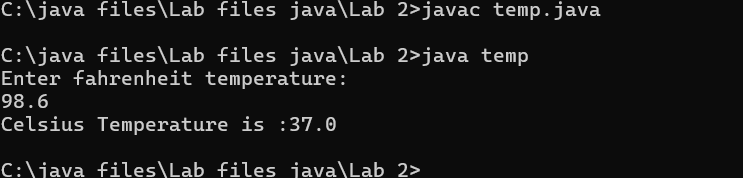 C:\java files\Lab files java\Lab 2>javac temp.java
C:\java files\Lab files java\Lab 2>java temp
Enter fahrenheit temperature:
98.6
Celsius Temperature is :37.0
C:\java files\Lab files java\Lab 2>